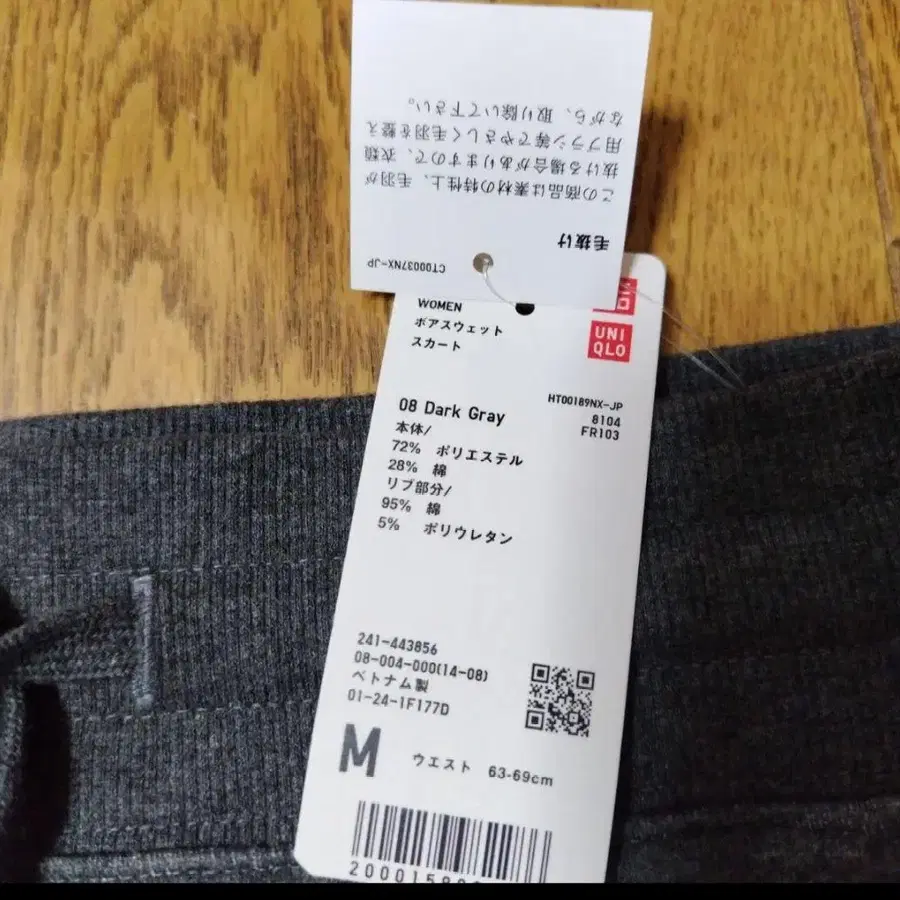 CT00037NX-JP
毛抜け
この商品は素材の特性上、毛羽が
抜ける場合がありますので、衣類
用ブラシ等でやさしく毛羽を整え
ながら、取り除いて下さい。
WOMEN
ボアスウェット
スカート
UNI
QLO
HT00189NX-JP
8104
FR103
08 Dark Gray
本体/
72% ポリエステル
28% 綿
リブ部分/
95% 綿
5% ポリウレタン
241-443856
08-004-000(14-08)
ベトナム製
01-24-1F177D
M ウエスト 63-69cm